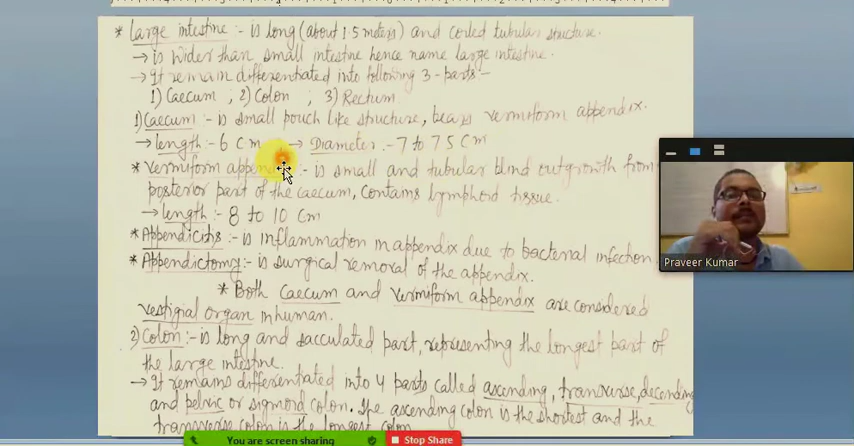 * Large intestine :- is long (about 1.5 meters) and coiled tubular structure.
→ is wider than small intestine hence name large intestine.
→ It remain differentiated into following 3-parts:-
1) Caecum ; 2) Colon ; 3) Rectum
1) Caecum :- is small pouch like structure, bears vermiform appendix.
→ length :- 6 cm → Diameter :- 7 to 7.5 cm
* Vermiform :- is small and tubular blind outgrowth from
posterior part of the caecum, contains lymphoid tissue.
→ length :- 8 to 10 cm
* Appendicitis :- is inflammation in appendix due to bacterial infection.
* Appendictomy :- is surgical removal of the appendix.
* Both Caecum and vermiform appendix are considered
vestigial organ in human.
2) Colon :- is long and sacculated part, representing the longest part of
the large intestine.
→ It remains differentiated into 4 parts called ascending, transverse, decending
and pelvic or sigmoid colon. The ascending colon is the shortest and the
transverse colon is the longest colon.
Praveer Kumar
You are screen sharing
Stop Share